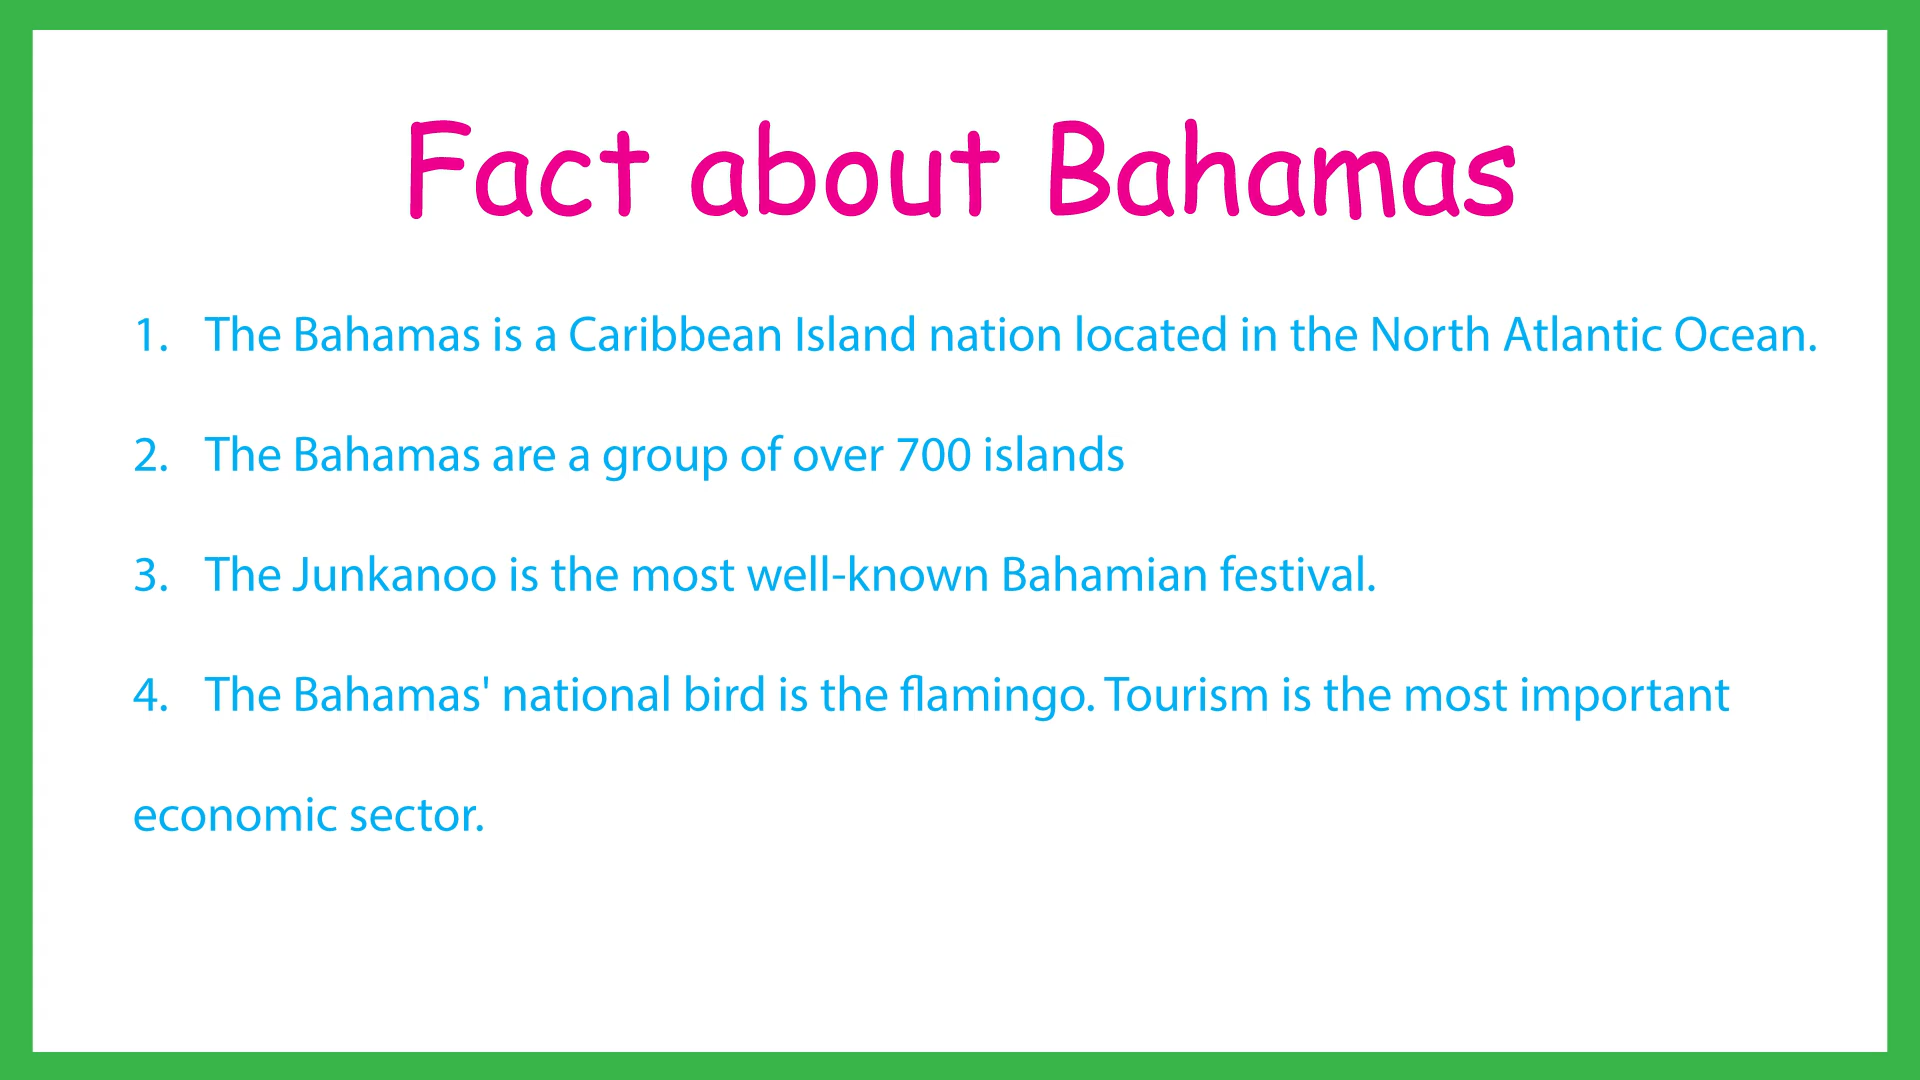 Fact about Bahamas
1. The Bahamas is a Caribbean Island nation located in the North Atlantic Ocean.
2. The Bahamas are a group of over 700 islands
3. The Junkanoo is the most well-known Bahamian festival.
4. The Bahamas' national bird is the flamingo. Tourism is the most important
economic sector.